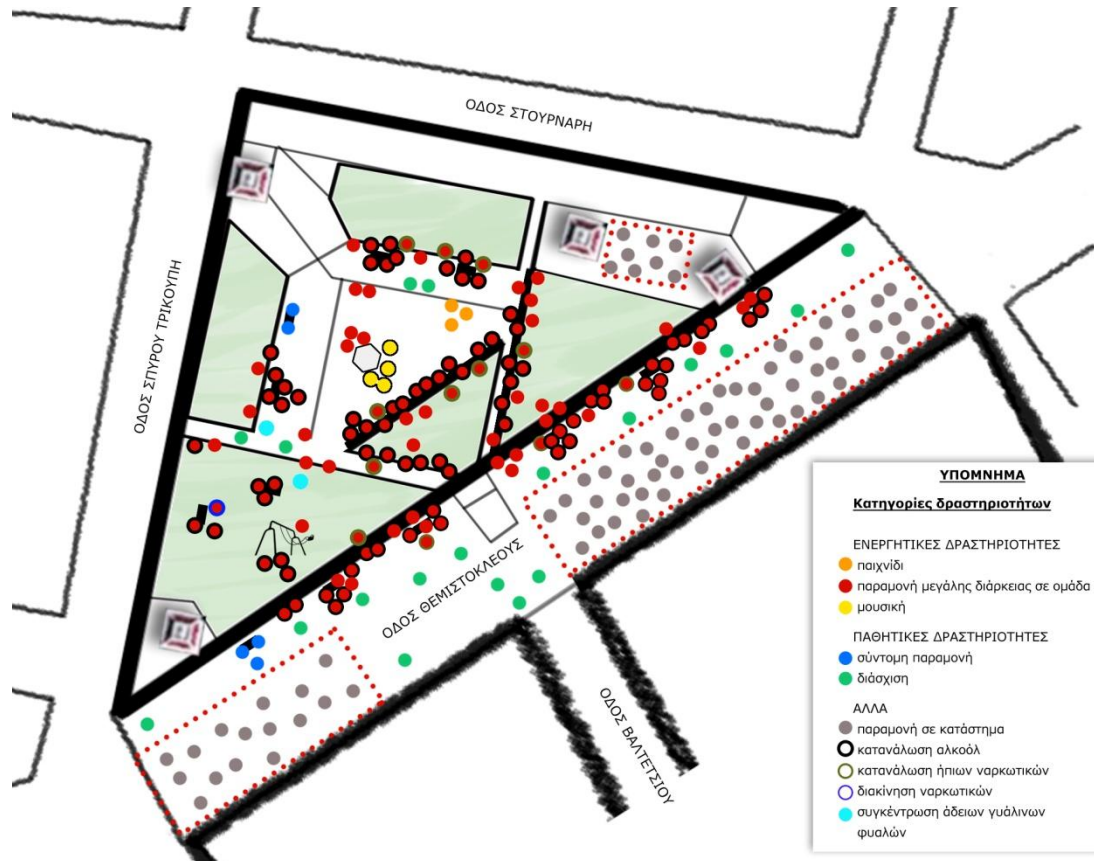 ΟΔΟΣ ΣΤΟΥΡΝΑΡΗ
ΟΔΟΣ ΣΠΥΡΟΥ ΤΡΙΚΟΥΠΗ
ΟΔΟΣ ΘΕΜΙΣΤΟΚΛΕΟΥΣ
ΟΔΟΣ ΒΑΛΤΕΤΣΙΟΥ
ΥΠΟΜΝΗΜΑ
Κατηγορίες δραστηριοτήτων
ΕΝΕΡΓΗΤΙΚΕΣ ΔΡΑΣΤΗΡΙΟΤΗΤΕΣ
παιχνίδι
παραμονή μεγάλης διάρκειας σε ομάδα
μουσική
ΠΑΘΗΤΙΚΕΣ ΔΡΑΣΤΗΡΙΟΤΗΤΕΣ
σύντομη παραμονή
διάσχιση
ΑΛΛΑ
παραμονή σε κατάστημα
κατανάλωση αλκοόλ
κατανάλωση ήπιων ναρκωτικών
διακίνηση ναρκωτικών
συγκέντρωση άδειων γυάλινων
φυαλών